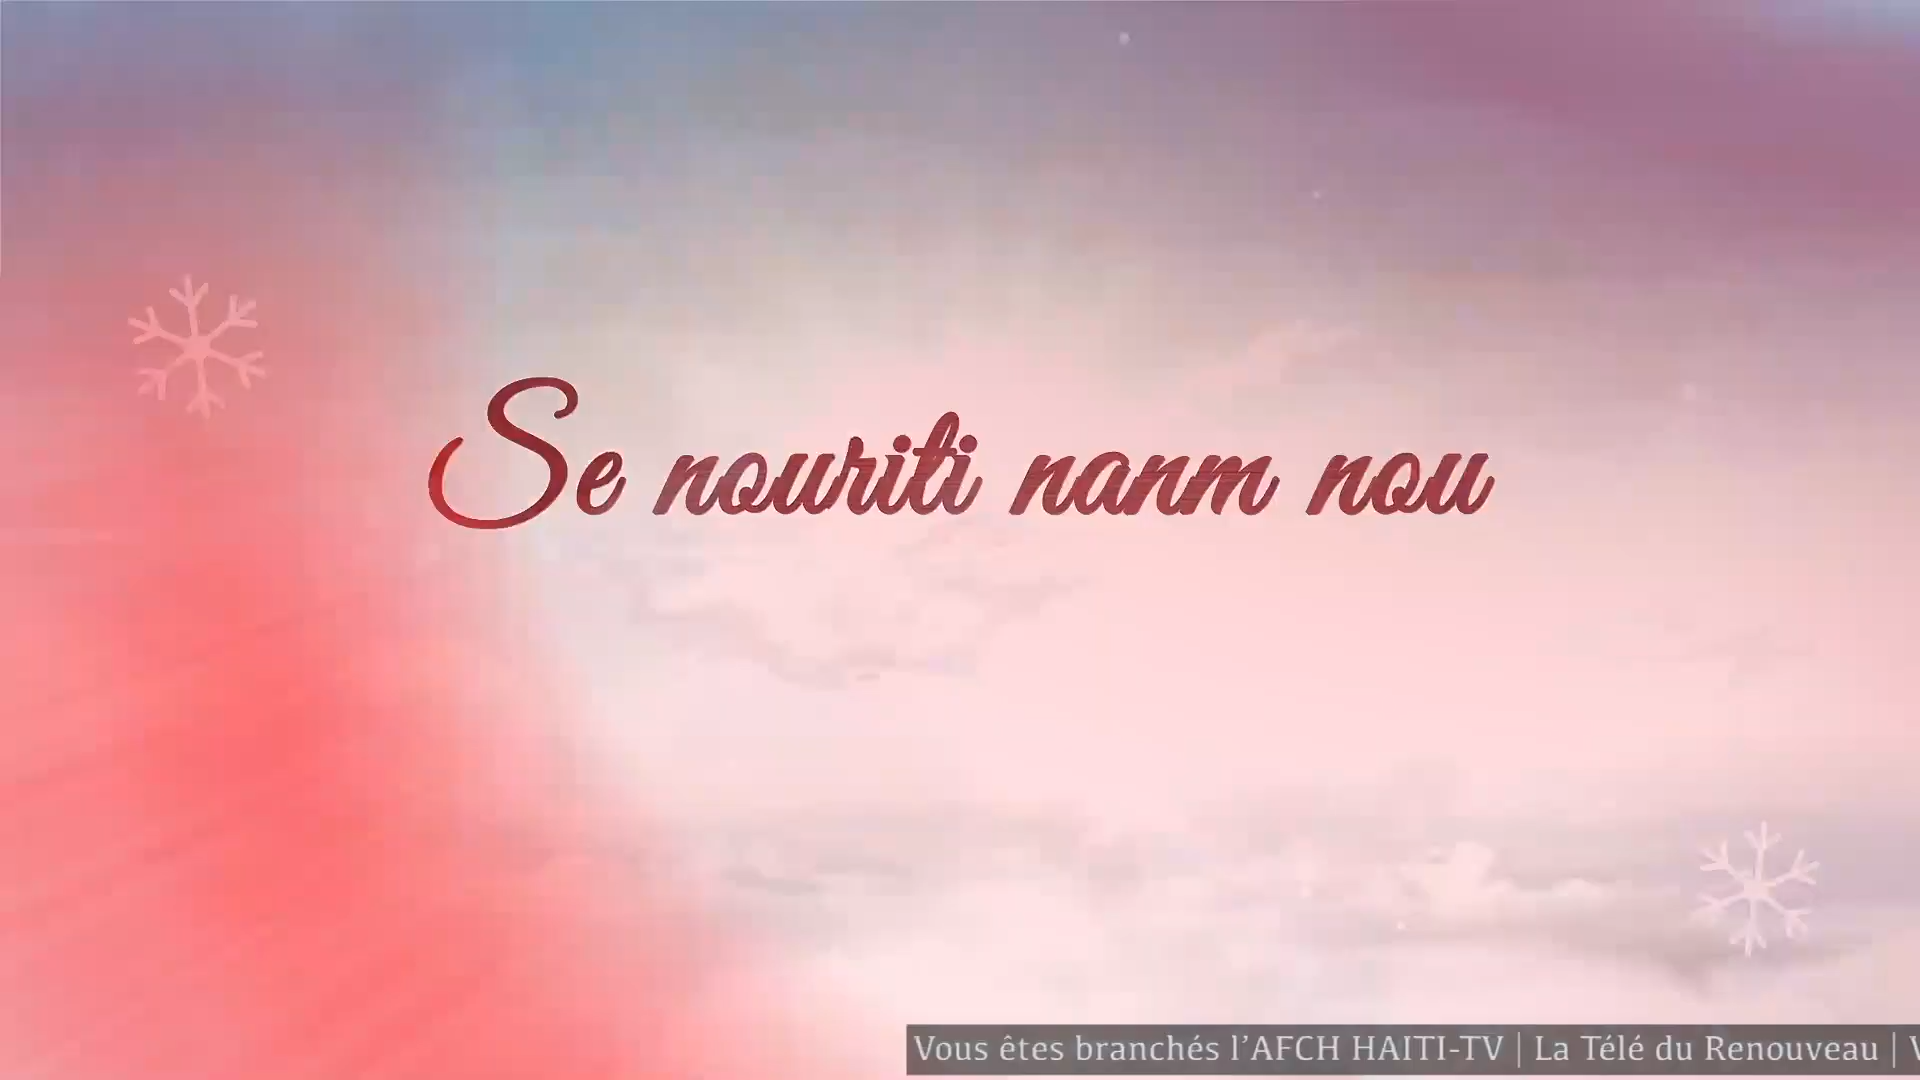 Se nouriti nanm nou
Vous êtes branchés l’AFCH HAITI-TV | La Télé du Renouveau |